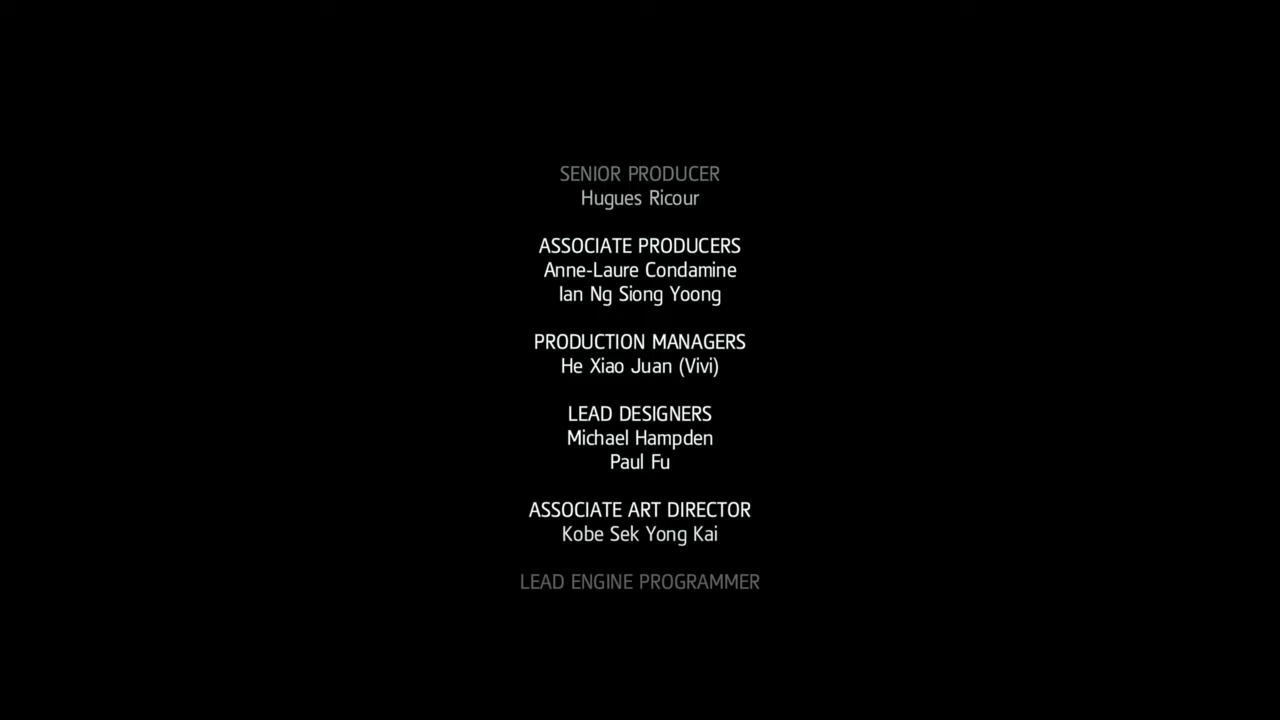 SENIOR PRODUCER
Hugues Ricour
ASSOCIATE PRODUCERS
Anne-Laure Condamine
Ian Ng Siong Yoong
PRODUCTION MANAGERS
He Xiao Juan (Vivi)
LEAD DESIGNERS
Michael Hampden
Paul Fu
ASSOCIATE ART DIRECTOR
Kobe Sek Yong Kai
LEAD ENGINE PROGRAMMER